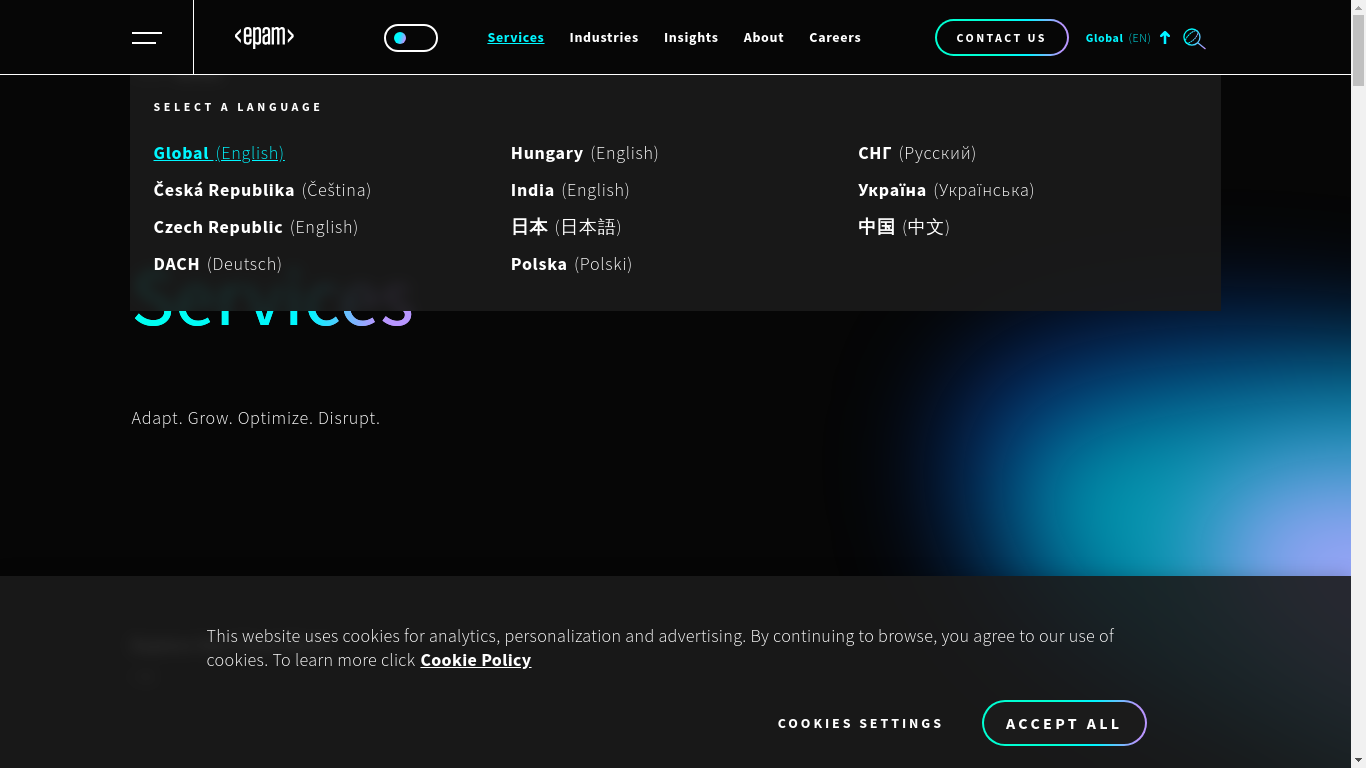 <epam>
Services
Industries
Insights
About
Careers
CONTACT US
Global (EN)
SELECT A LANGUAGE
Global (English)
Česká Republika (Čeština)
Czech Republic (English)
DACH (Deutsch)
Hungary (English)
India (English)
日本 (日本語)
Polska (Polski)
СНГ (Русский)
Україна (Українська)
中国 (中文)
Services
Adapt. Grow. Optimize. Disrupt.
This website uses cookies for analytics, personalization and advertising. By continuing to browse, you agree to our use of
cookies. To learn more click Cookie Policy
COOKIES SETTINGS
ACCEPT ALL